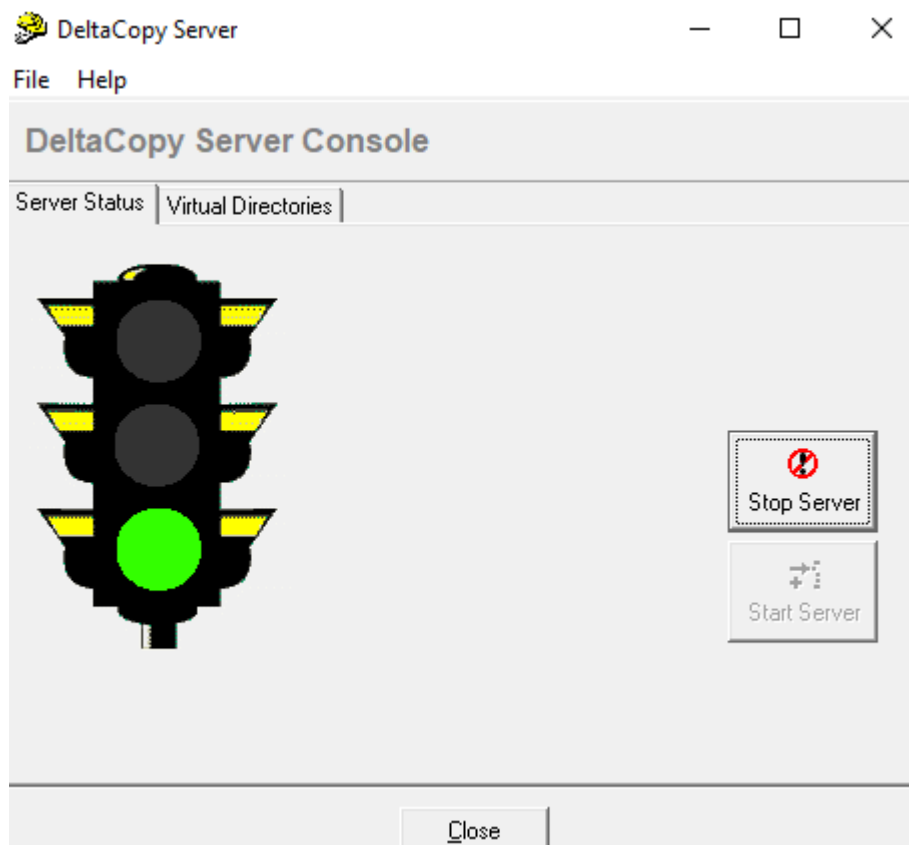 DeltaCopy Server
File Help
DeltaCopy Server Console
Server Status Virtual Directories
Stop Server
Start Server
Close